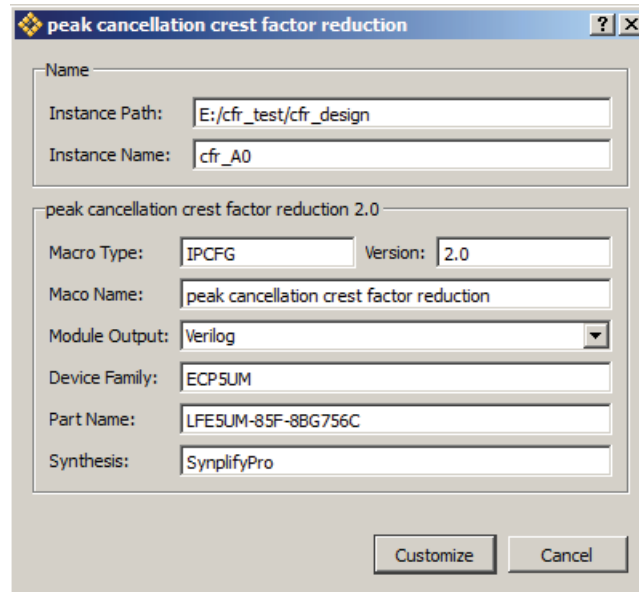 peak cancellation crest factor reduction ? X
Name
Instance Path: E:/cfr_test/cfr_design
Instance Name: cfr_A0
peak cancellation crest factor reduction 2.0
Macro Type: IPCFG Version: 2.0
Maco Name: peak cancellation crest factor reduction
Module Output: Verilog
Device Family: ECP5UM
Part Name: LFE5UM-85F-8BG756C
Synthesis: SynplifyPro
Customize Cancel